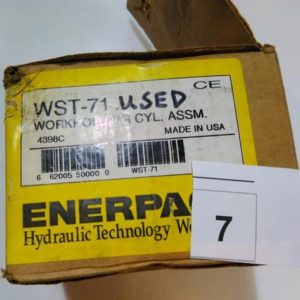 CE
WST-71 USED
WORKHOLDING CYL. ASSM.
4398C MADE IN USA
6 62005 50000 0 WST-71
ENERPAC
Hydraulic Technology Wo
7